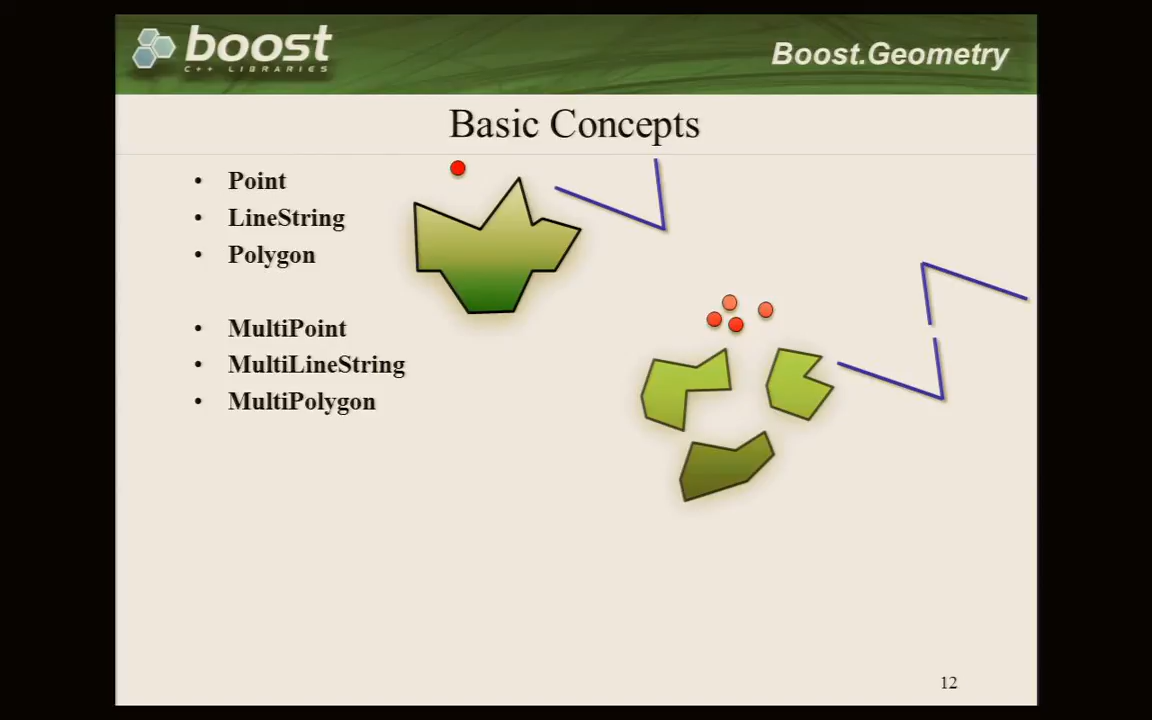 boost
C++ LIBRARIES
Boost.Geometry
Basic Concepts
• Point
• LineString
• Polygon
• MultiPoint
• MultiLineString
• MultiPolygon
12